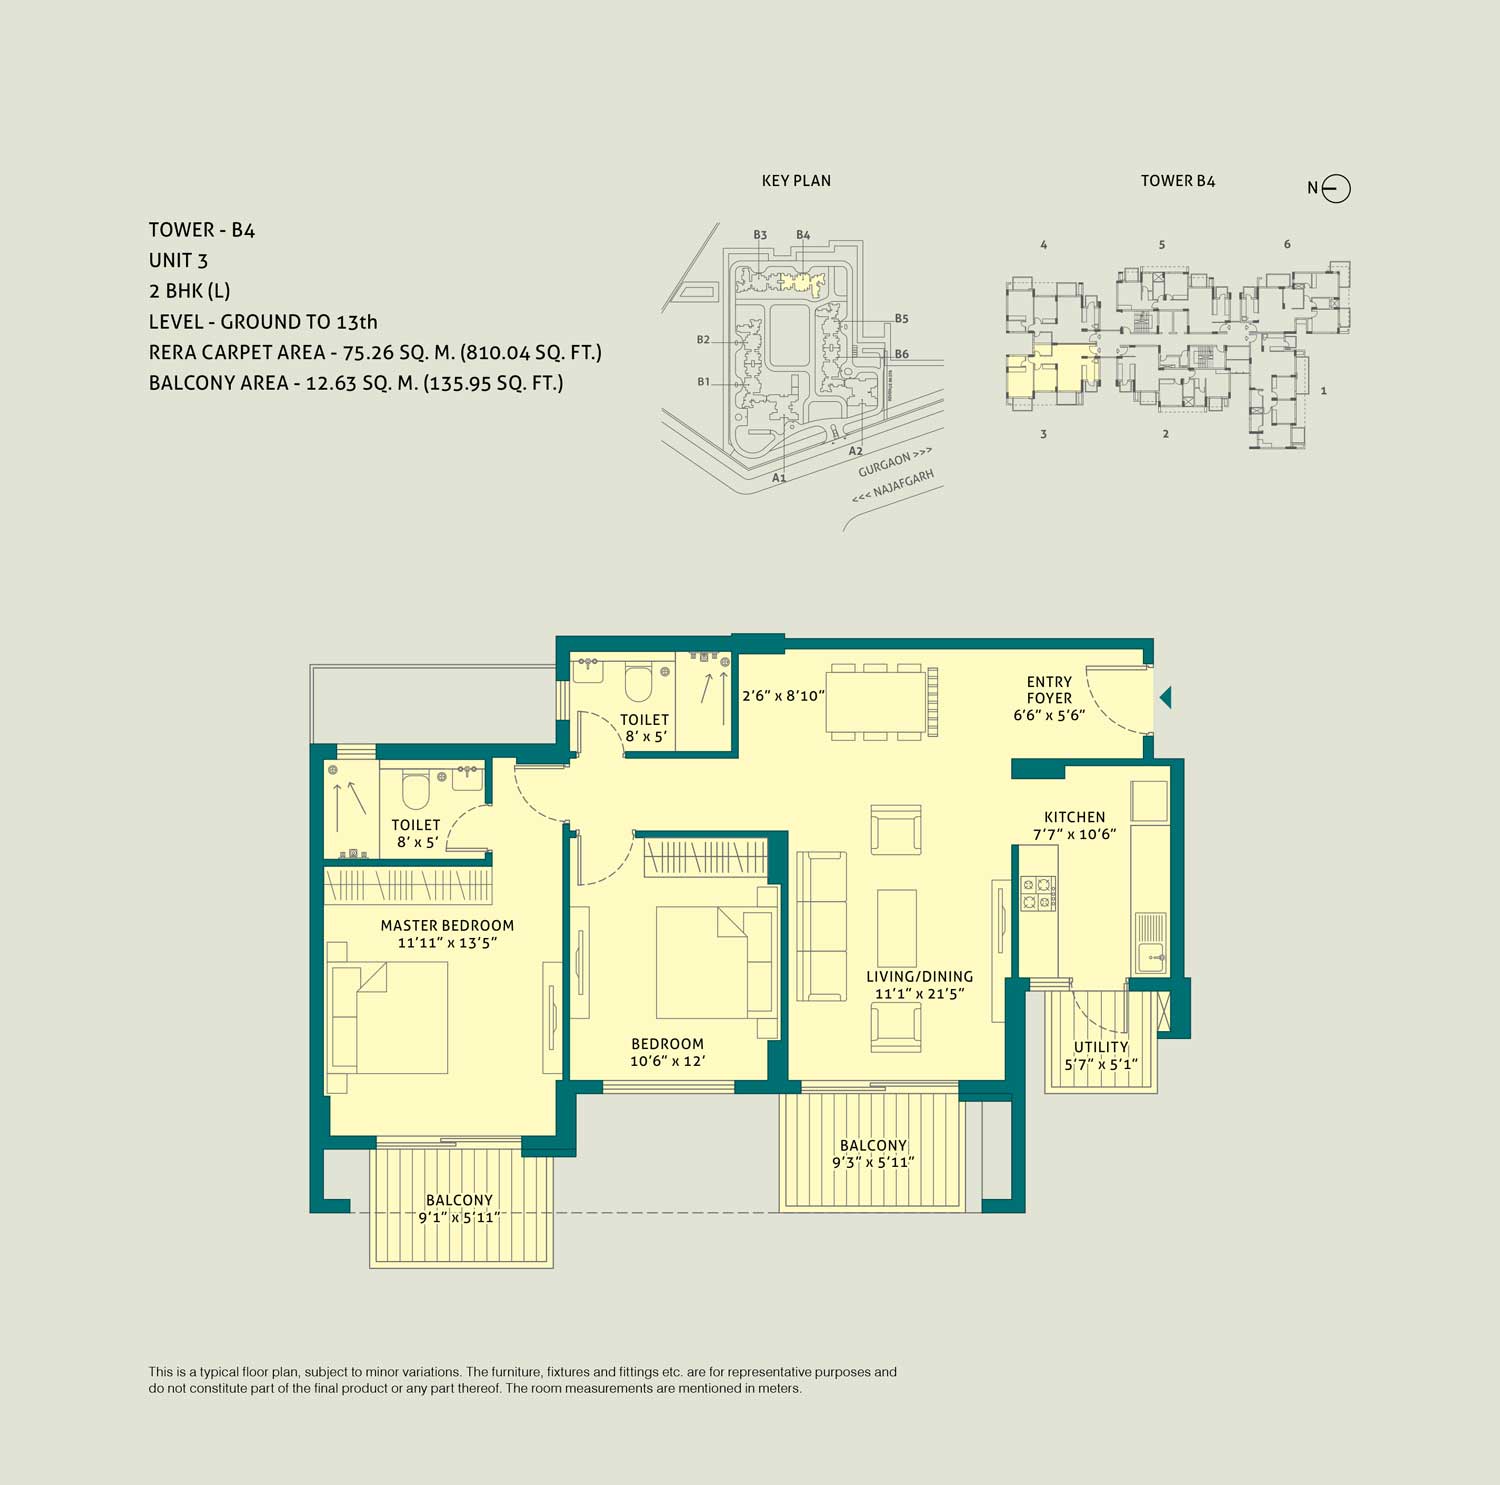 KEY PLAN
TOWER B4
N
TOWER - B4
UNIT 3
2 BHK (L)
LEVEL - GROUND TO 13th
RERA CARPET AREA - 75.26 SQ. M. (810.04 SQ. FT.)
BALCONY AREA - 12.63 SQ. M. (135.95 SQ. FT.)
B3
B4
B5
B2
B6
B1
A2
A1
GURGAON >>>
<<< NAJAFGARH
4
5
6
1
3
2
TOILET
8' x 5'
2'6" x 8'10"
ENTRY
FOYER
6'6" x 5'6"
TOILET
8' x 5'
KITCHEN
7'7" x 10'6"
MASTER BEDROOM
11'11" x 13'5"
LIVING/DINING
11'1" x 21'5"
BEDROOM
10'6" x 12'
UTILITY
5'7" x 5'1"
BALCONY
9'3" x 5'11"
BALCONY
9'1" x 5'11"
This is a typical floor plan, subject to minor variations. The furniture, fixtures and fittings etc. are for representative purposes and
do not constitute part of the final product or any part thereof. The room measurements are mentioned in meters.